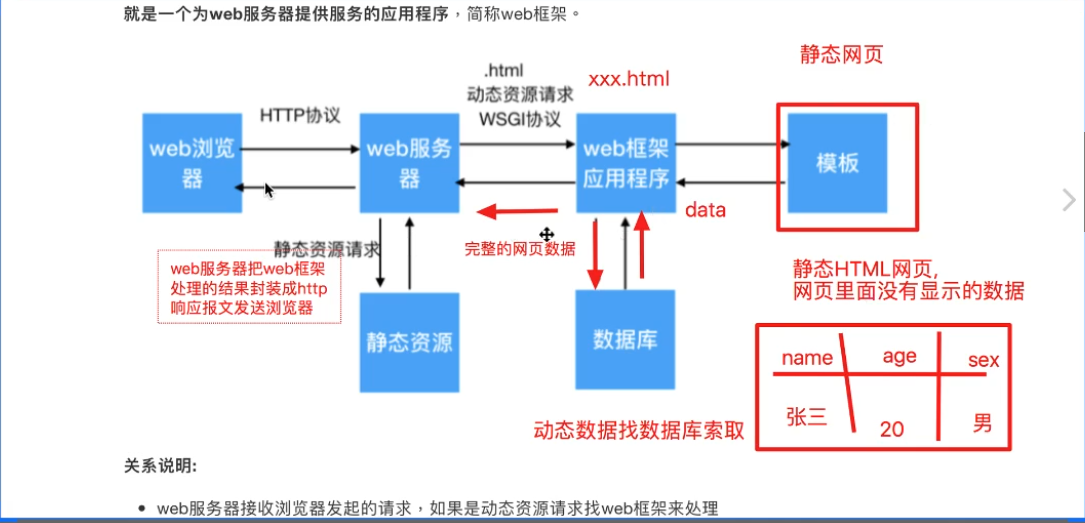 就是一个为web服务器提供服务的应用程序，简称web框架。
静态网页
.html
动态资源请求
WSGI协议
xxx.html
HTTP协议
web浏览
器
web服务
器
web框架
应用程序
模板
data
静态资源请求
完整的网页数据
web服务器把web框架
处理的结果封装成http
响应报文发送浏览器
静态HTML网页,
网页里面没有显示的数据
静态资源
数据库
name age sex
张三 20 男
动态数据找数据库索取
关系说明:
• web服务器接收浏览器发起的请求，如果是动态资源请求找web框架来处理